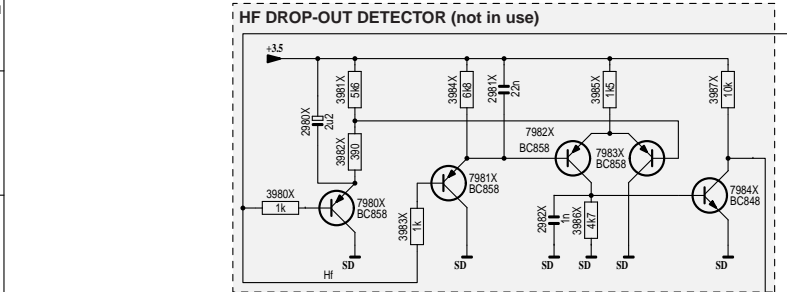 HF DROP-OUT DETECTOR (not in use)
+3.5
2980X
2u2
3981X
5k6
3982X
390
3984X
6k8
2981X
22n
3985X
1k5
3987X
10k
7982X
BC858
7983X
BC858
3980X
1k
7980X
BC858
3983X
1k
7981X
BC858
2982X
1n
3986X
4k7
7984X
BC848
Hf
SD
SD
SD
SD
SD
SD